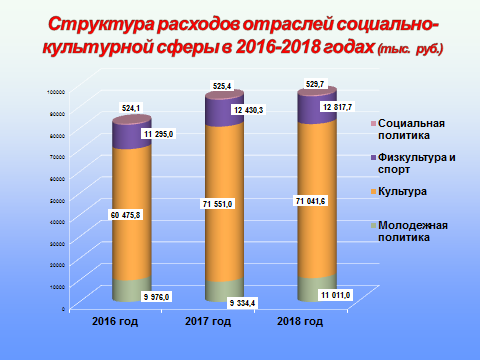 Структура расходов отраслей социально-
культурной сферы в 2016-2018 годах (тыс. руб.)
100000
90000
80000
70000
60000
50000
40000
30000
20000
10000
0
524,1
11 295,0
60 475,8
9 976,0
525,4
12 430,3
71 551,0
9 334,4
529,7
12 817,7
71 041,6
11 011,0
2016 год
2017 год
2018 год
Социальная
политика
Физкультура и
спорт
Культура
Молодежная
политика